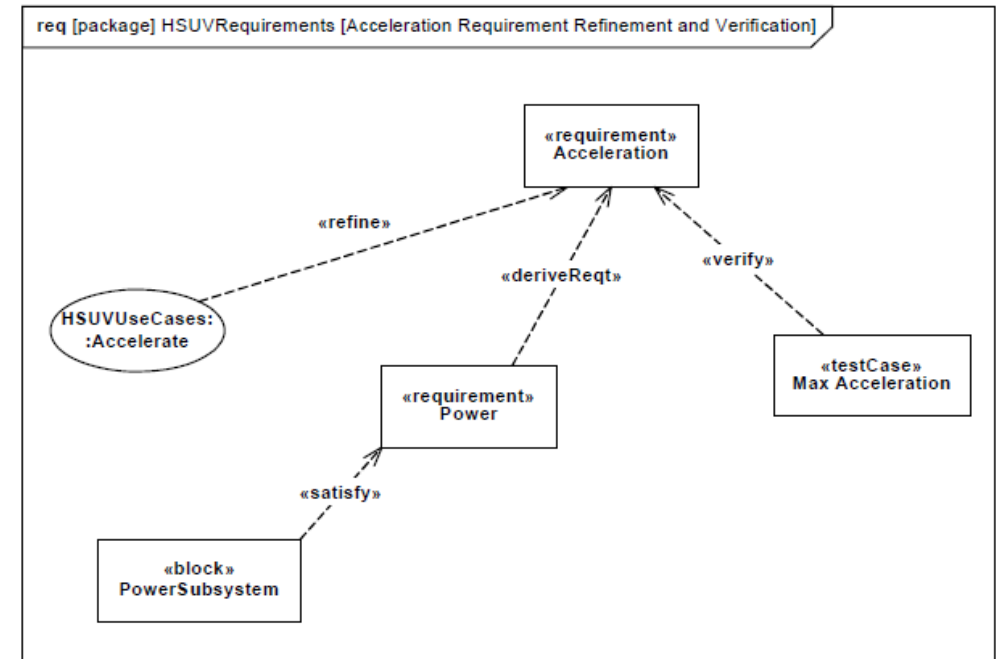 req [package] HSUVRequirements [Acceleration Requirement Refinement and Verification]
«requirement»
Acceleration
«refine»
«verify»
«deriveReqt»
HSUVUseCases:
:Accelerate
«testCase»
Max Acceleration
«requirement»
Power
«satisfy»
«block»
PowerSubsystem